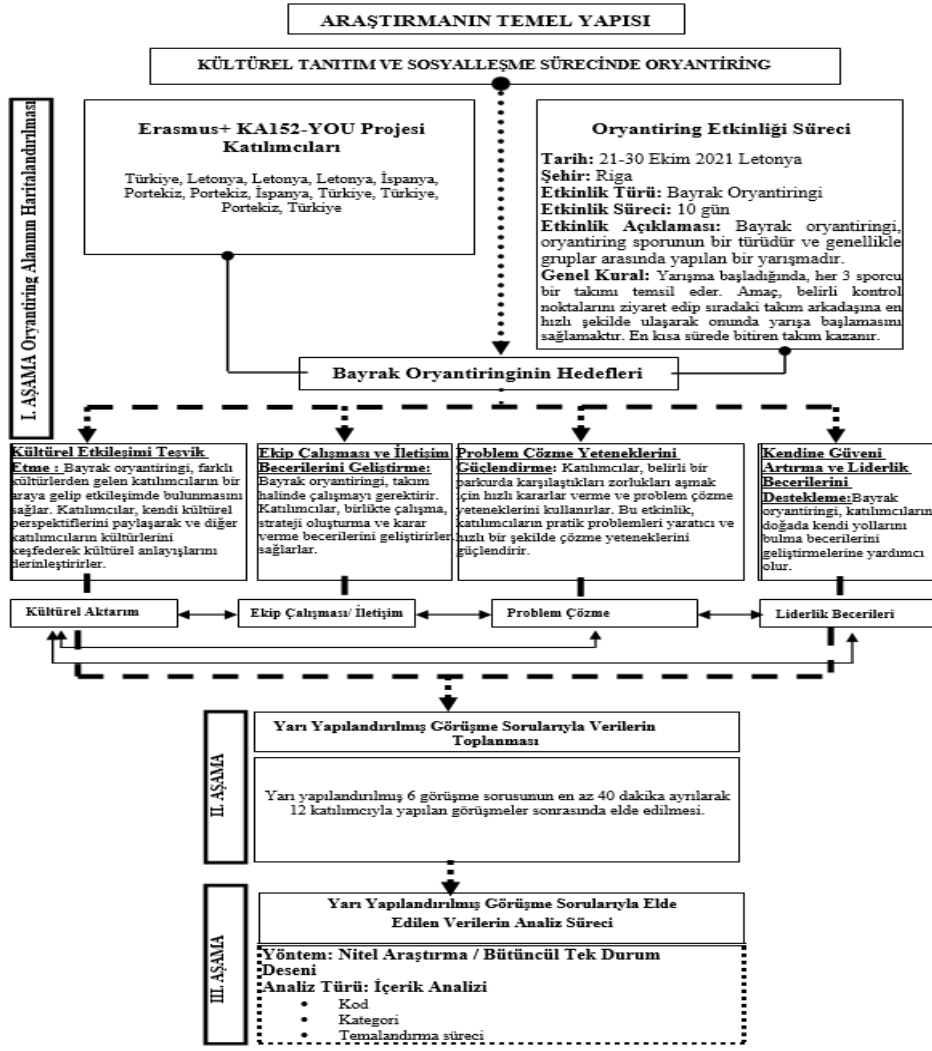 ARAŞTIRMANIN TEMEL YAPISI
KÜLTÜREL TANITIM VE SOSYALLEŞME SÜRECİNDE ORYANTİRİNG
I. AŞAMA Oryantiring Alanının Haritalandırılması
Erasmus+ KA152-YOU Projesi
Katılımcıları
Türkiye, Letonya, Letonya, Letonya, İspanya,
Portekiz, Portekiz, İspanya, Türkiye, Türkiye,
Portekiz, Türkiye
Oryantiring Etkinliği Süreci
Tarih: 21-30 Ekim 2021 Letonya
Şehir: Riga
Etkinlik Türü: Bayrak Oryantiringi
Etkinlik Süreci: 10 gün
Etkinlik Açıklaması: Bayrak oryantiringi,
oryantiring sporunun bir türüdür ve genellikle
gruplar arasında yapılan bir yarışmadır.
Genel Kural: Yarışma başladığında, her 3 sporcu
bir takımı temsil eder. Amaç, belirli kontrol
noktalarını ziyaret edip sıradaki takım arkadaşına en
hızlı şekilde ulaşarak onunda yarışa başlamasını
sağlamaktır. En kısa sürede bitiren takım kazanır.
Bayrak Oryantiringinin Hedefleri
Kültürel Etkileşimi Teşvik
Etme : Bayrak oryantiringi, farklı
kültürlerden gelen katılımcıların bir
araya gelip etkileşimde bulunmasını
sağlar. Katılımcılar, kendi kültürel
perspektiflerini paylaşarak ve diğer
katılımcıların kültürlerini
keşfederek kültürel anlayışlarını
derinleştirirler.
Ekip Çalışması ve İletişim
Becerilerini Geliştirme:
Bayrak oryantiringi, takım
halinde çalışmayı gerektirir.
Katılımcılar, birlikte çalışma,
strateji oluşturma ve karar
verme becerilerini geliştirirler.
sağlarlar.
Problem Çözme Yeteneklerini
Güçlendirme: Katılımcılar, belirli bir
parkurda karşılaştıkları zorlukları aşmak
için hızlı kararlar verme ve problem çözme
yeteneklerini kullanırlar. Bu etkinlik,
katılımcıların pratik problemleri yaratıcı ve
hızlı bir şekilde çözme yeteneklerini
güçlendirir.
Kendine Güveni
Artırma ve Liderlik
Becerilerini
Destekleme:Bayrak
oryantiringi, katılımcıların
doğada kendi yollarını
bulma becerilerini
geliştirmelerine yardımcı
olur.
Kültürel Aktarım
Ekip Çalışması/ İletişim
Problem Çözme
Liderlik Becerileri
II. AŞAMA
Yarı Yapılandırılmış Görüşme Sorularıyla Verilerin
Toplanması
Yarı yapılandırılmış 6 görüşme sorusunun en az 40 dakika ayrılarak
12 katılımcıyla yapılan görüşmeler sonrasında elde edilmesi.
III. AŞAMA
Yarı Yapılandırılmış Görüşme Sorularıyla Elde
Edilen Verilerin Analiz Süreci
Yöntem: Nitel Araştırma / Bütüncül Tek Durum
Deseni
Analiz Türü: İçerik Analizi
• Kod
• Kategori
• Temalandırma süreci